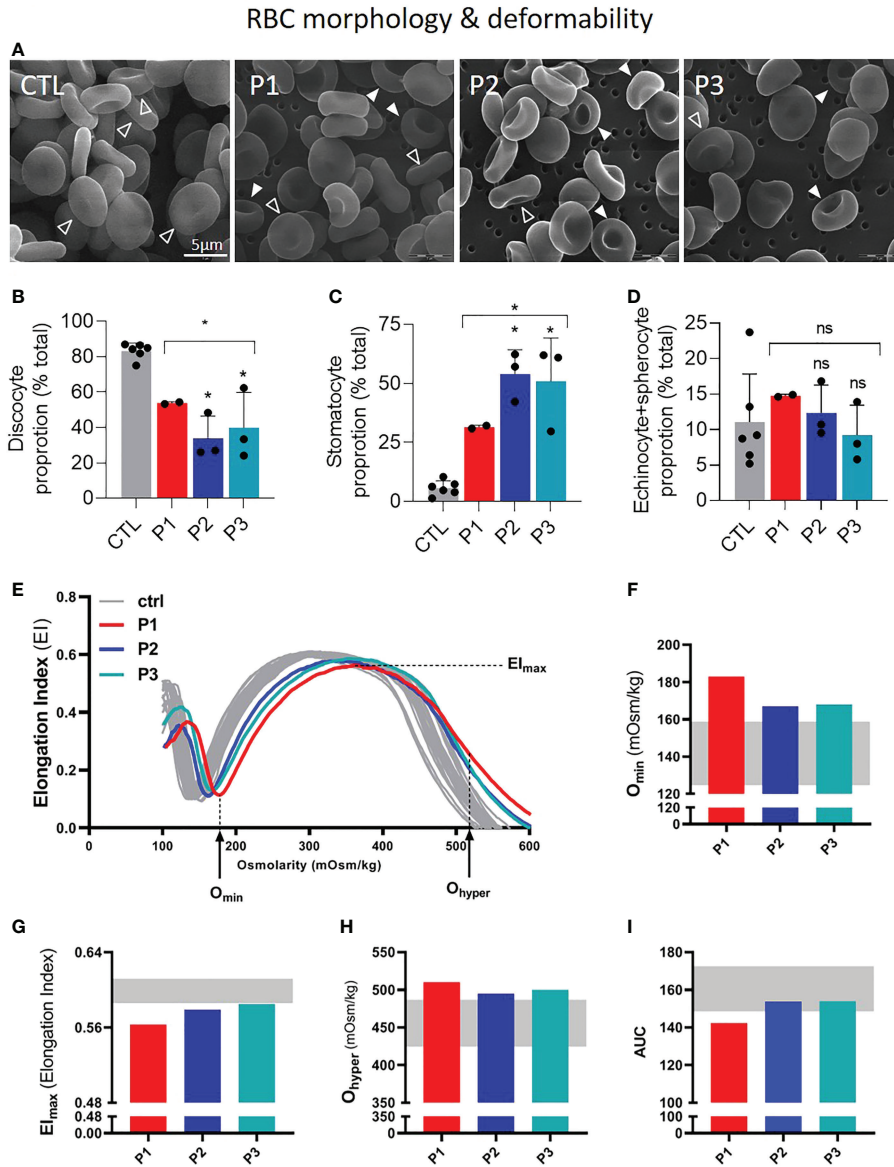 RBC morphology & deformability
A
CTL
P1
P2
P3
5µm
B
C
D
Discocyte
proprotion (% total)
100
80
60
40
20
0
*
*
*
CTL
P1
P2
P3
Stomatocyte
proprotion (% total)
75
50
25
0
*
*
*
CTL
P1
P2
P3
Echinocyte+spherocyte
proprotion (% total)
25
20
15
10
5
0
ns
ns
ns
CTL
P1
P2
P3
E
Elongation Index (EI)
0.8
0.6
0.4
0.2
0.0
ctrl
P1
P2
P3
EImax
0
100
200
300
400
500
600
Osmolarity (mOsm/kg)
Omin
Ohyper
F
Omin (mOsm/kg)
200
180
160
140
120
120
0
P1
P2
P3
G
EImax (Elongation Index)
0.64
0.56
0.48
0.48
0.00
P1
P2
P3
H
Ohyper (mOsm/kg)
550
500
450
400
350
350
0
P1
P2
P3
I
AUC
180
160
140
120
100
100
0
P1
P2
P3